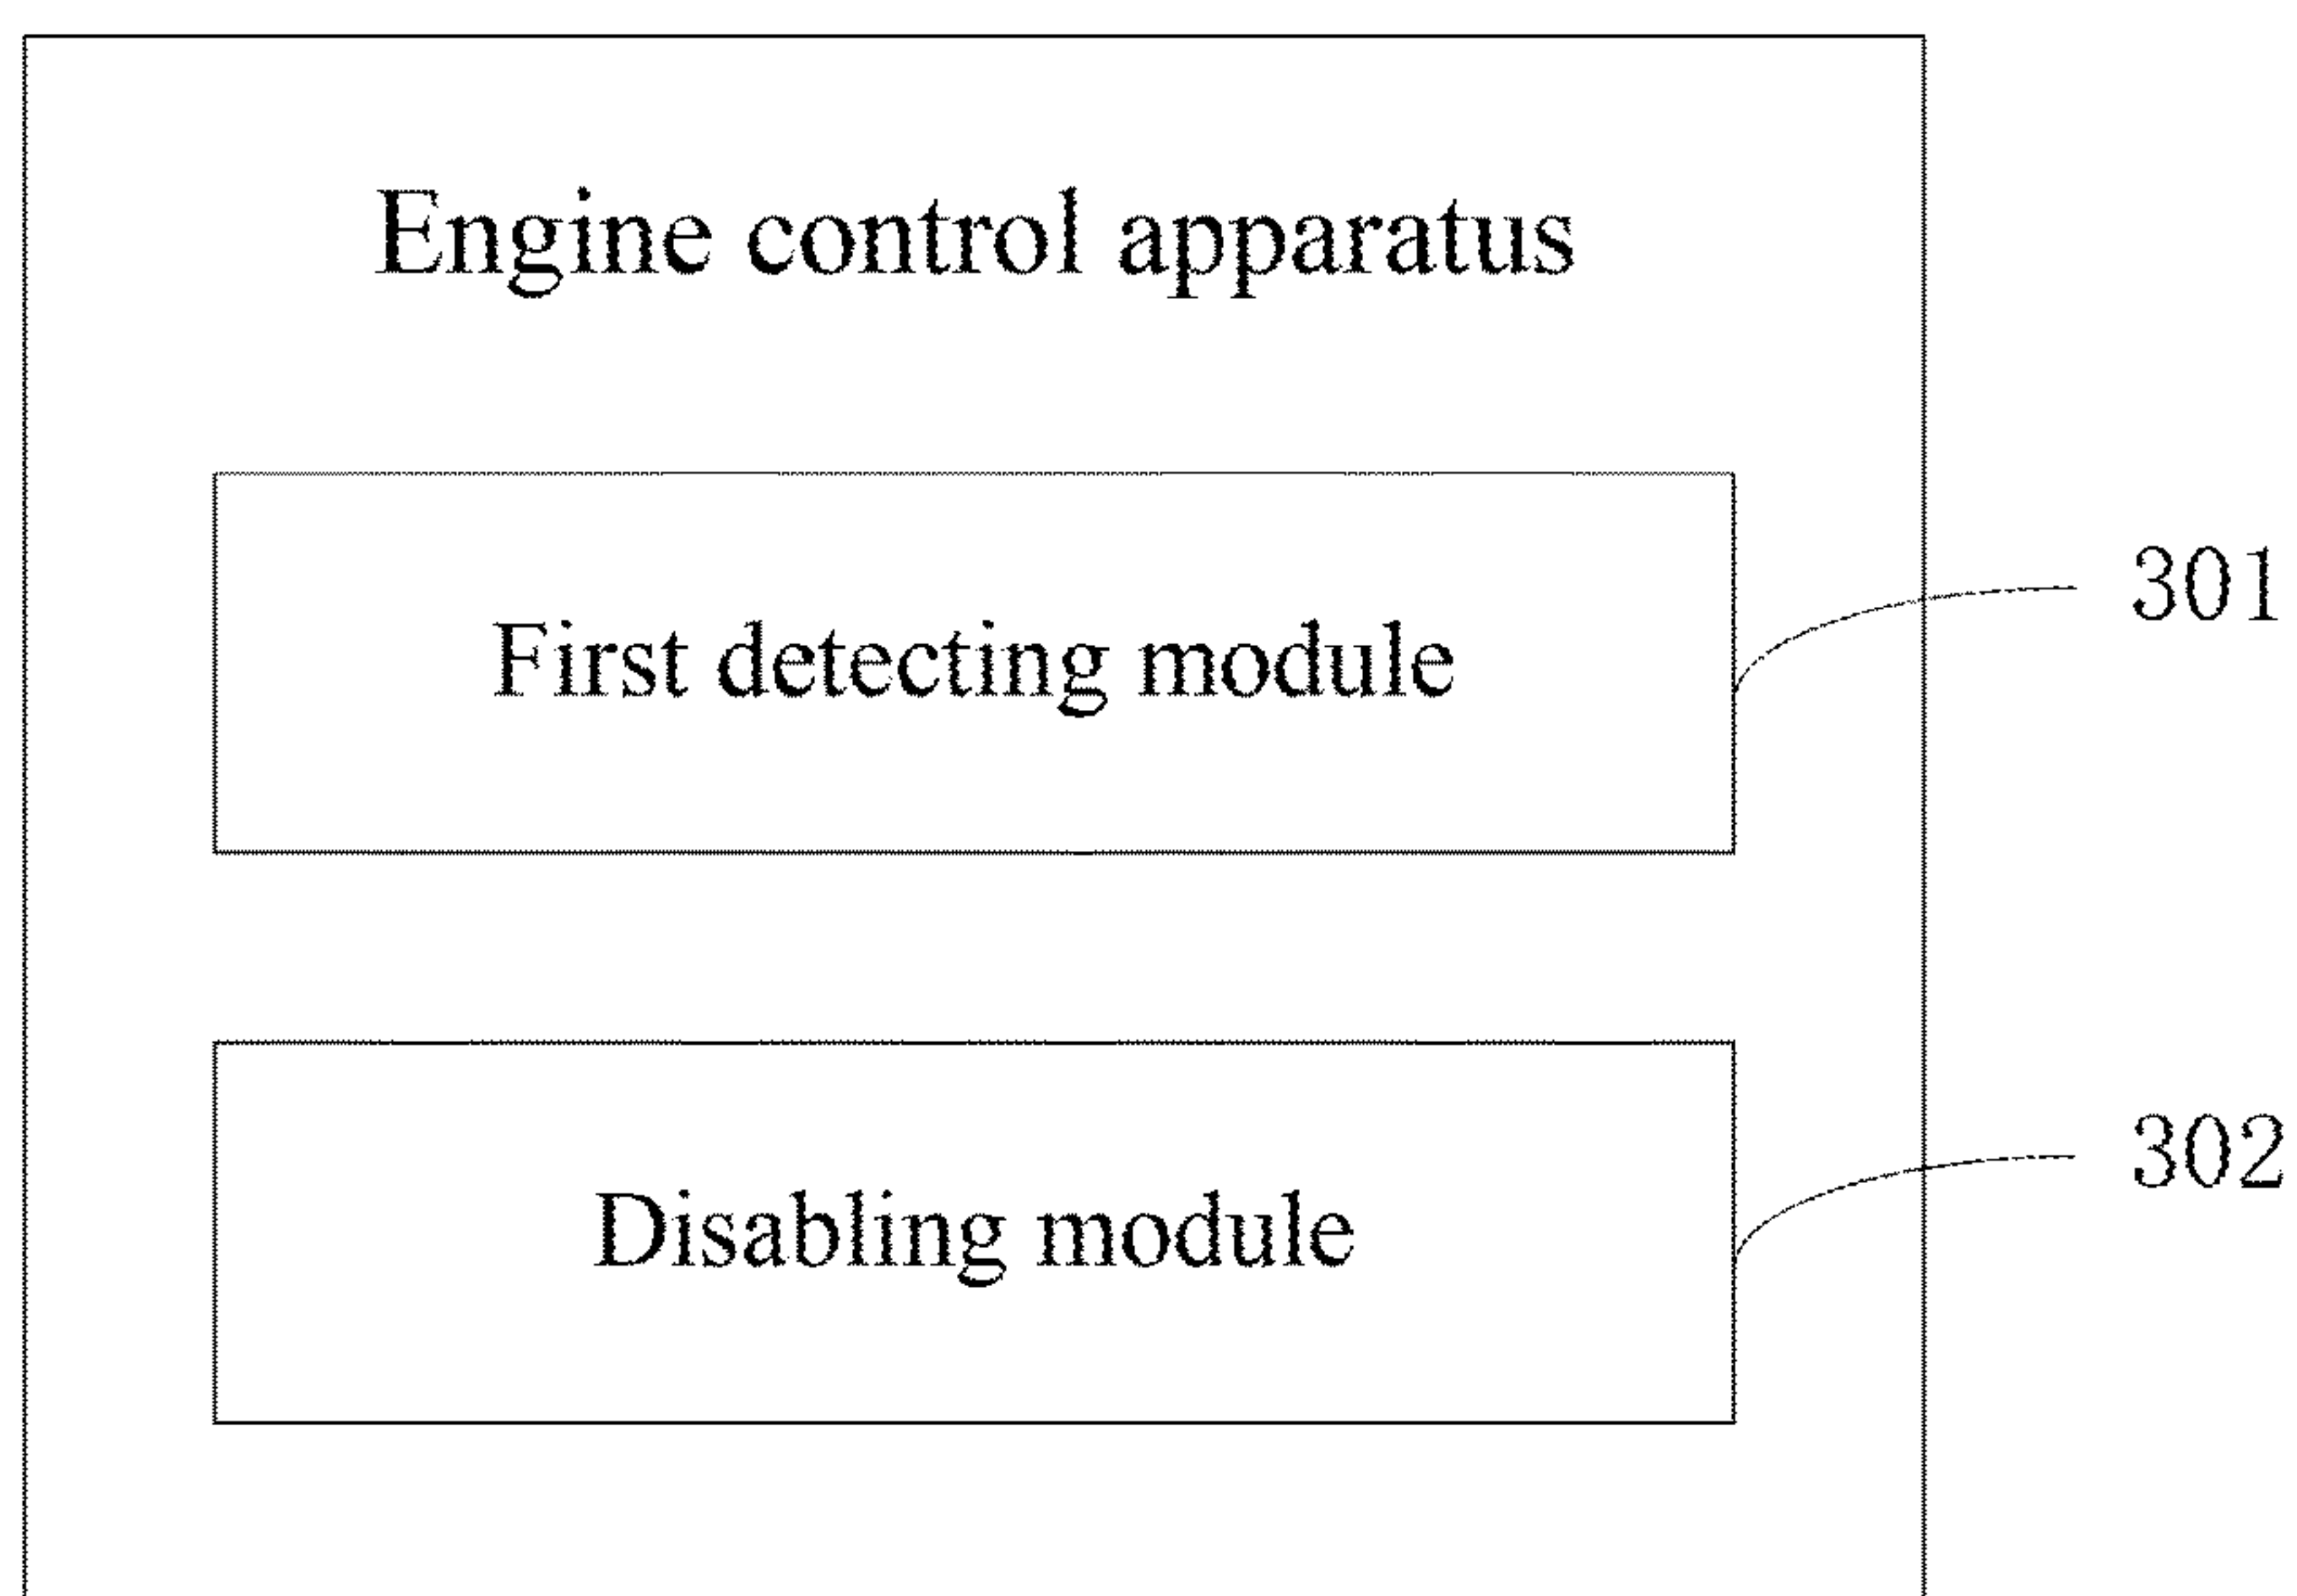 Engine control apparatus
301
First detecting module
302
Disabling module